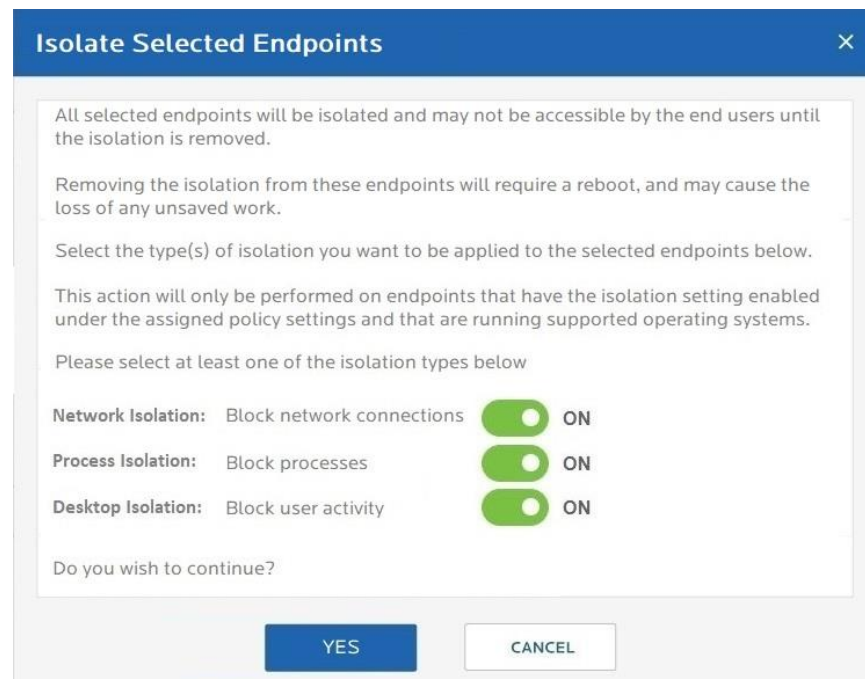 Isolate Selected Endpoints
All selected endpoints will be isolated and may not be accessible by the end users until
the isolation is removed.
Removing the isolation from these endpoints will require a reboot, and may cause the
loss of any unsaved work.
Select the type(s) of isolation you want to be applied to the selected endpoints below.
This action will only be performed on endpoints that have the isolation setting enabled
under the assigned policy settings and that are running supported operating systems.
Please select at least one of the isolation types below
Network Isolation: Block network connections ON
Process Isolation: Block processes ON
Desktop Isolation: Block user activity ON
Do you wish to continue?
YES CANCEL